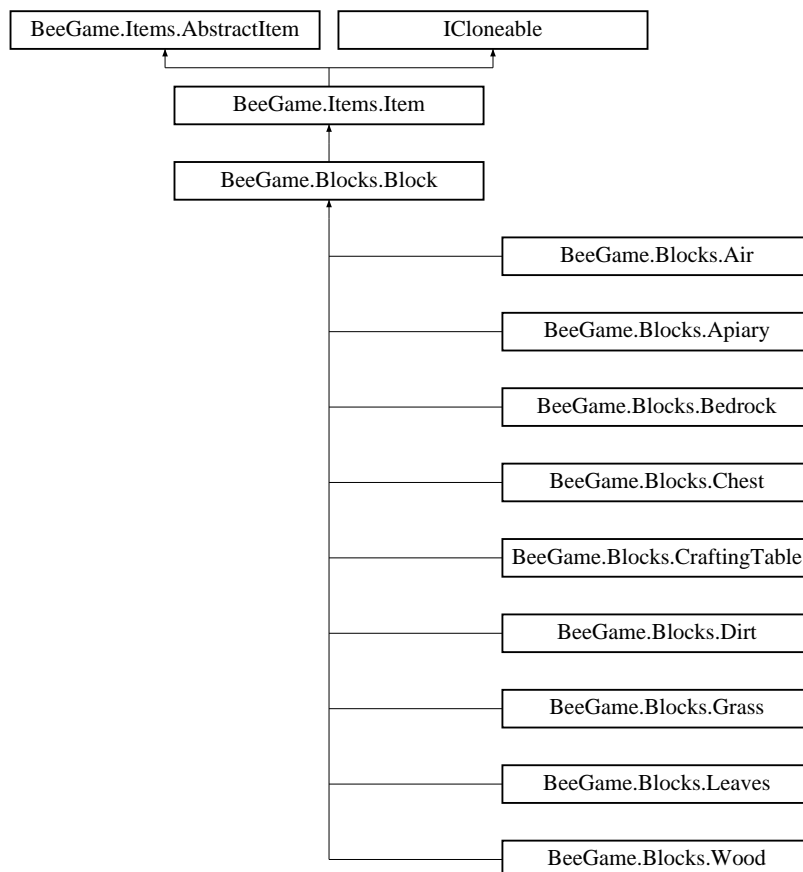 BeeGame.Items.AbstractItem
ICloneable
BeeGame.Items.Item
BeeGame.Blocks.Block
BeeGame.Blocks.Air
BeeGame.Blocks.Apiary
BeeGame.Blocks.Bedrock
BeeGame.Blocks.Chest
BeeGame.Blocks.CraftingTable
BeeGame.Blocks.Dirt
BeeGame.Blocks.Grass
BeeGame.Blocks.Leaves
BeeGame.Blocks.Wood